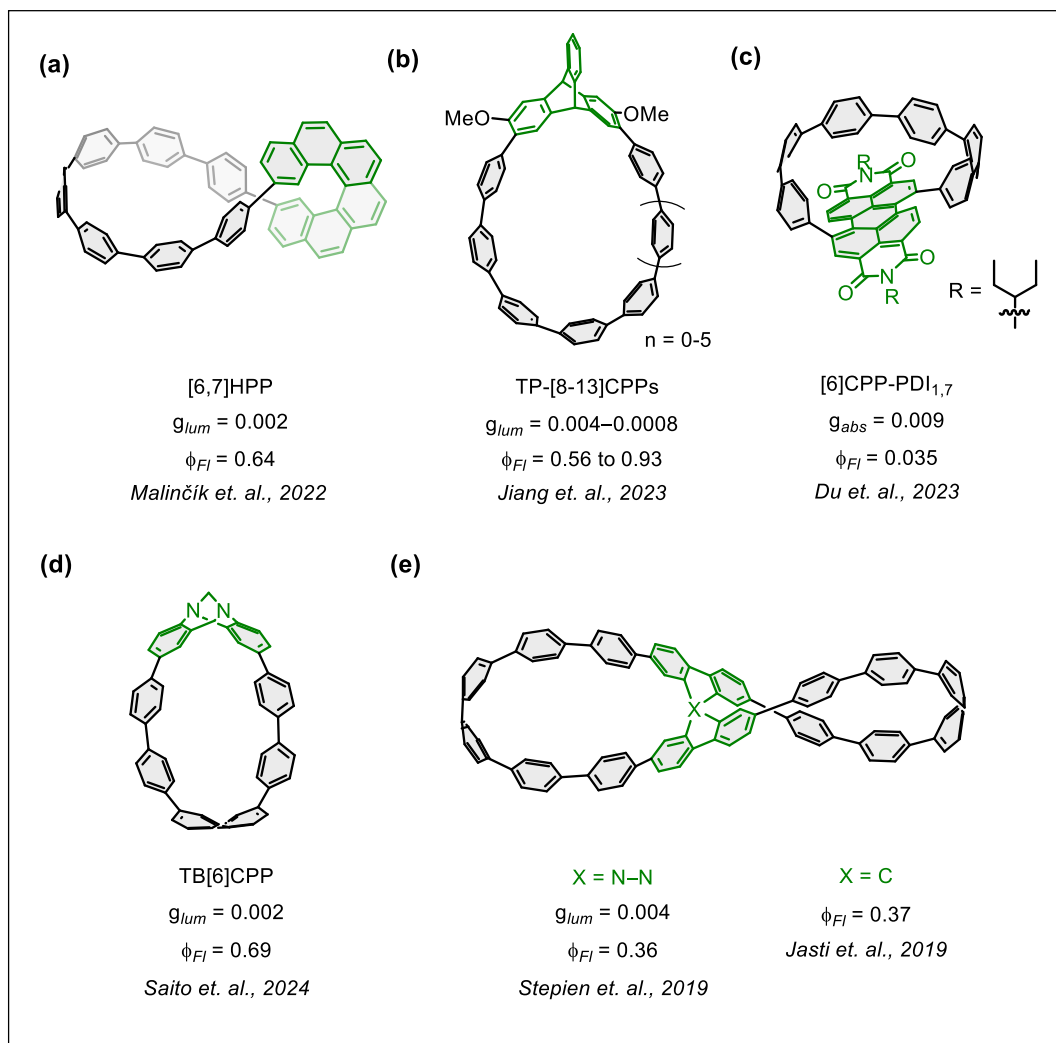 (a)
(b)
(c)
MeO
OMe
n = 0-5
R
O
N
O
O
N
O
R
R =
[6,7]HPP
g_lum = 0.002
ϕ_Fl = 0.64
Malinčík et. al., 2022
TP-[8-13]CPPs
g_lum = 0.004–0.0008
ϕ_Fl = 0.56 to 0.93
Jiang et. al., 2023
[6]CPP-PDI1,7
g_abs = 0.009
ϕ_Fl = 0.035
Du et. al., 2023
(d)
(e)
N N
X
TB[6]CPP
g_lum = 0.002
ϕ_Fl = 0.69
Saito et. al., 2024
X = N–N
g_lum = 0.004
ϕ_Fl = 0.36
Stepien et. al., 2019
X = C
ϕ_Fl = 0.37
Jasti et. al., 2019